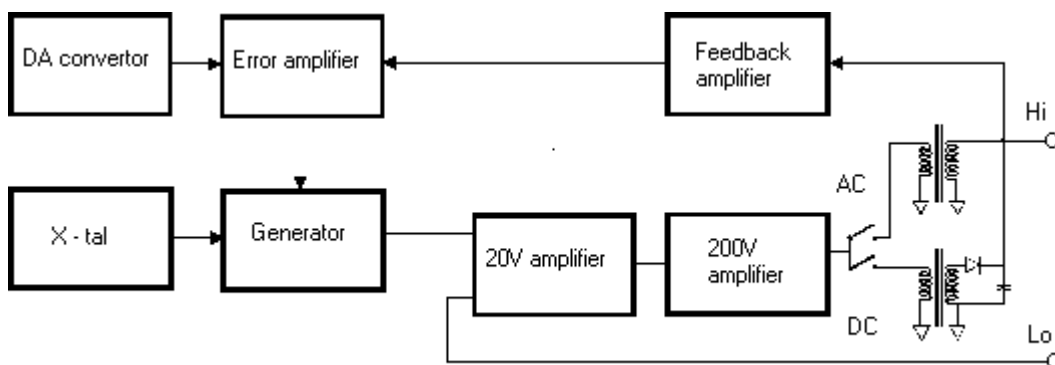 DA convertor
Error amplifier
Feedback
amplifier
Hi
AC
X - tal
Generator
20V amplifier
200V
amplifier
DC
Lo